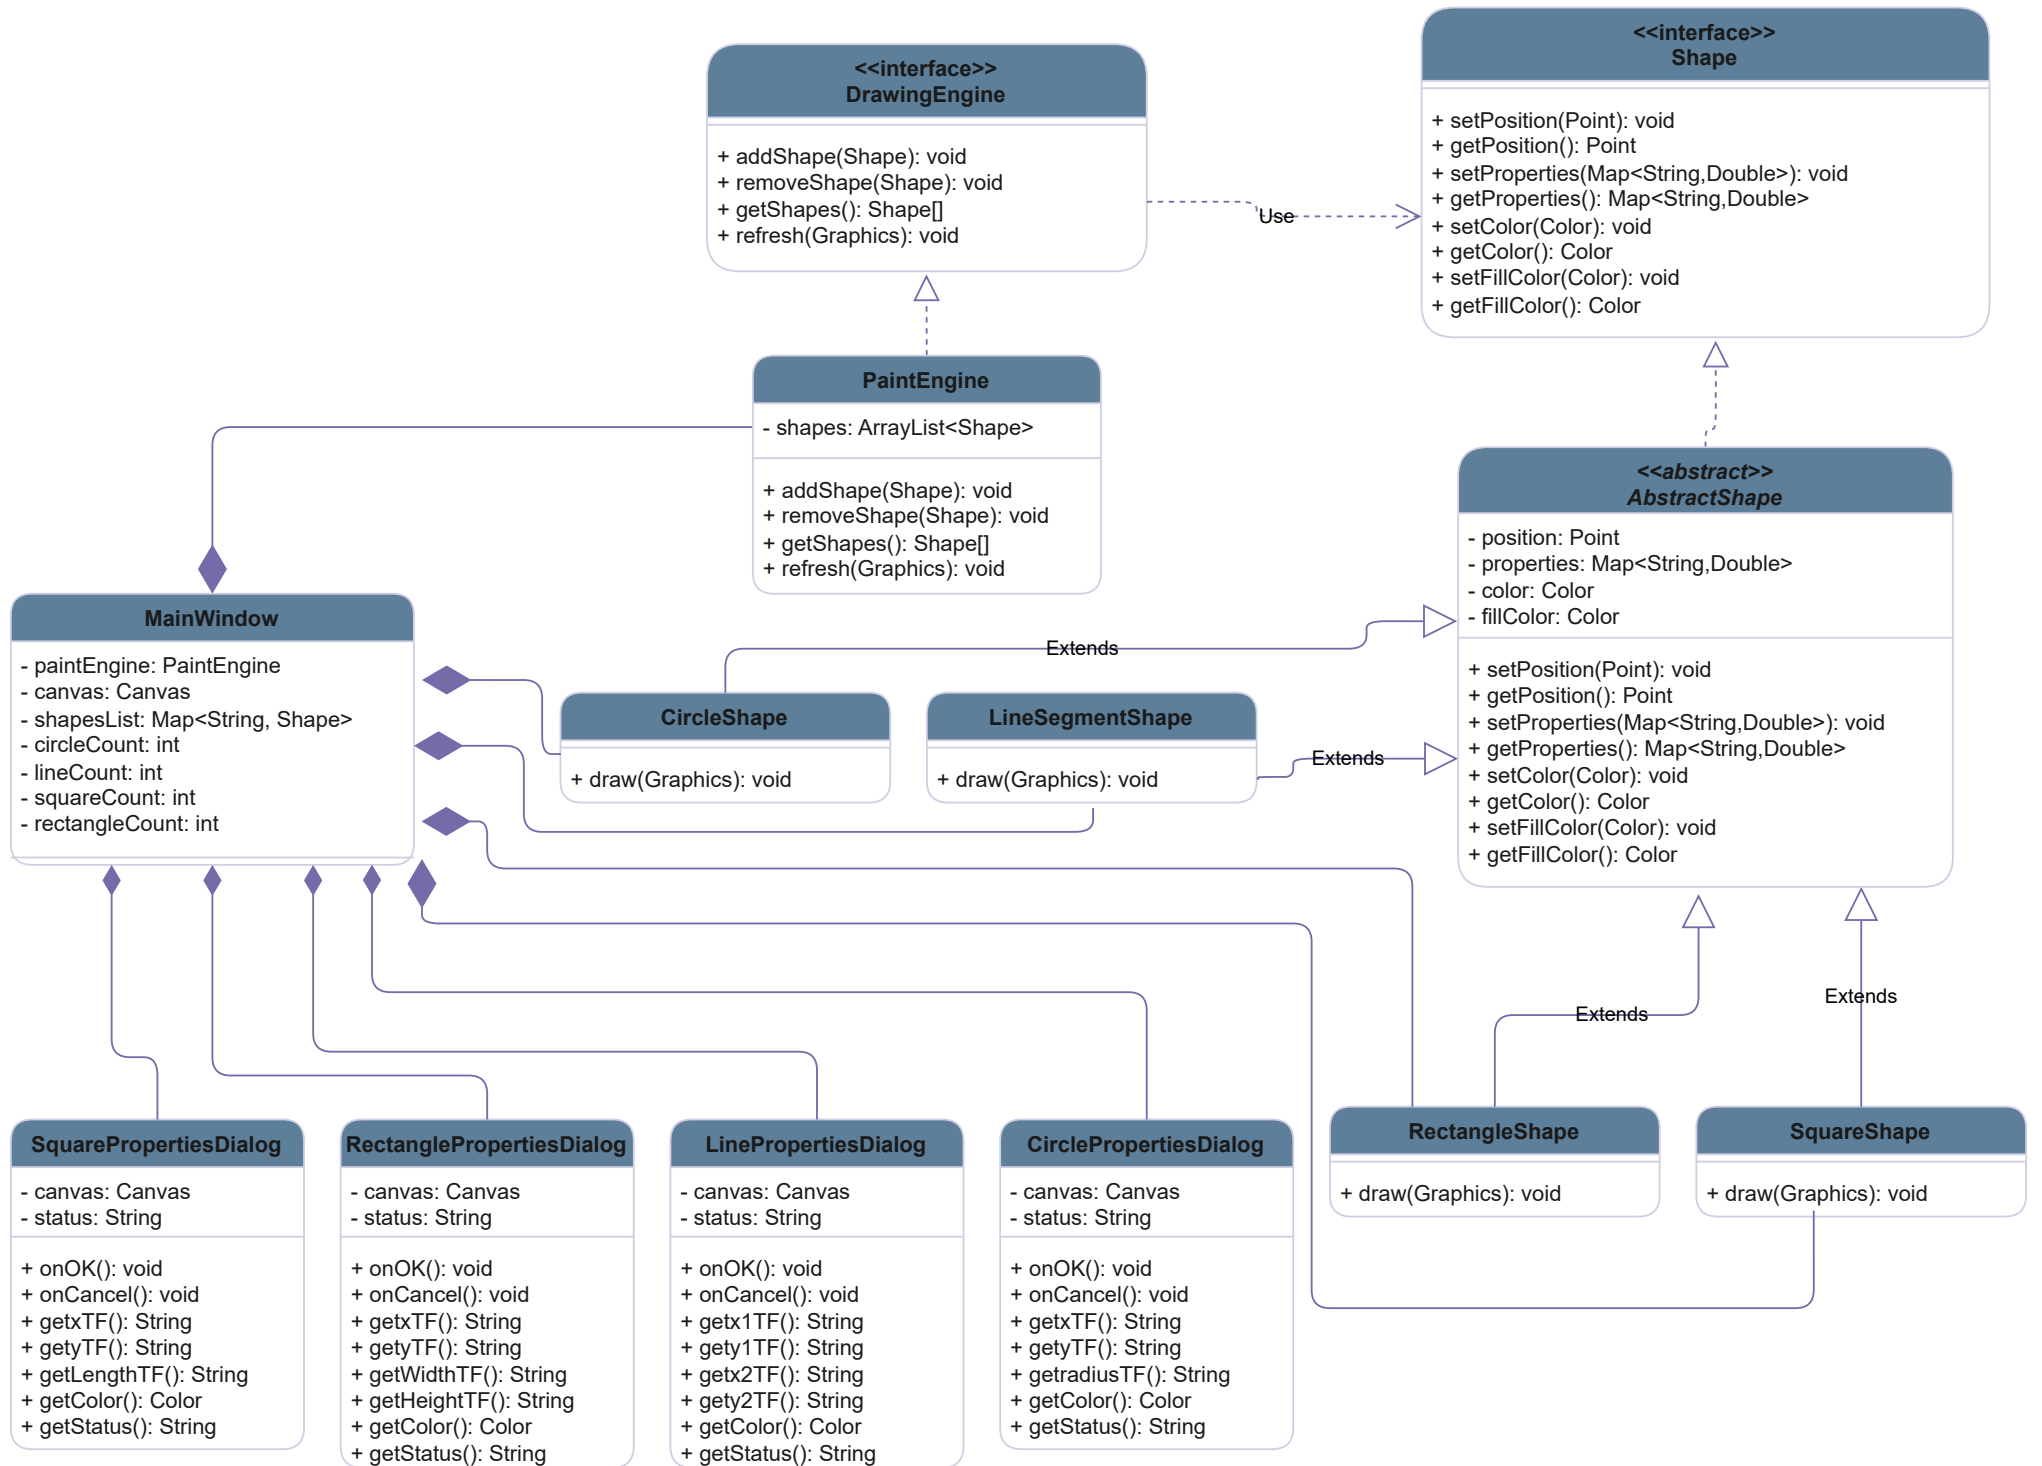 <<interface>>
DrawingEngine
+ addShape(Shape): void
+ removeShape(Shape): void
+ getShapes(): Shape[]
+ refresh(Graphics): void
Use
<<interface>>
Shape
+ setPosition(Point): void
+ getPosition(): Point
+ setProperties(Map<String,Double>): void
+ getProperties(): Map<String,Double>
+ setColor(Color): void
+ getColor(): Color
+ setFillColor(Color): void
+ getFillColor(): Color
PaintEngine
- shapes: ArrayList<Shape>
+ addShape(Shape): void
+ removeShape(Shape): void
+ getShapes(): Shape[]
+ refresh(Graphics): void
<<abstract>>
AbstractShape
- position: Point
- properties: Map<String,Double>
- color: Color
- fillColor: Color
+ setPosition(Point): void
+ getPosition(): Point
+ setProperties(Map<String,Double>): void
+ getProperties(): Map<String,Double>
+ setColor(Color): void
+ getColor(): Color
+ setFillColor(Color): void
+ getFillColor(): Color
MainWindow
- paintEngine: PaintEngine
- canvas: Canvas
- shapesList: Map<String, Shape>
- circleCount: int
- lineCount: int
- squareCount: int
- rectangleCount: int
Extends
CircleShape
+ draw(Graphics): void
LineSegmentShape
+ draw(Graphics): void
Extends
Extends
Extends
SquarePropertiesDialog
- canvas: Canvas
- status: String
+ onOK(): void
+ onCancel(): void
+ getxTF(): String
+ getyTF(): String
+ getLengthTF(): String
+ getColor(): Color
+ getStatus(): String
RectanglePropertiesDialog
- canvas: Canvas
- status: String
+ onOK(): void
+ onCancel(): void
+ getxTF(): String
+ getyTF(): String
+ getWidthTF(): String
+ getHeightTF(): String
+ getColor(): Color
+ getStatus(): String
LinePropertiesDialog
- canvas: Canvas
- status: String
+ onOK(): void
+ onCancel(): void
+ getx1TF(): String
+ gety1TF(): String
+ getx2TF(): String
+ gety2TF(): String
+ getColor(): Color
+ getStatus(): String
CirclePropertiesDialog
- canvas: Canvas
- status: String
+ onOK(): void
+ onCancel(): void
+ getxTF(): String
+ getyTF(): String
+ getradiusTF(): String
+ getColor(): Color
+ getStatus(): String
RectangleShape
+ draw(Graphics): void
SquareShape
+ draw(Graphics): void